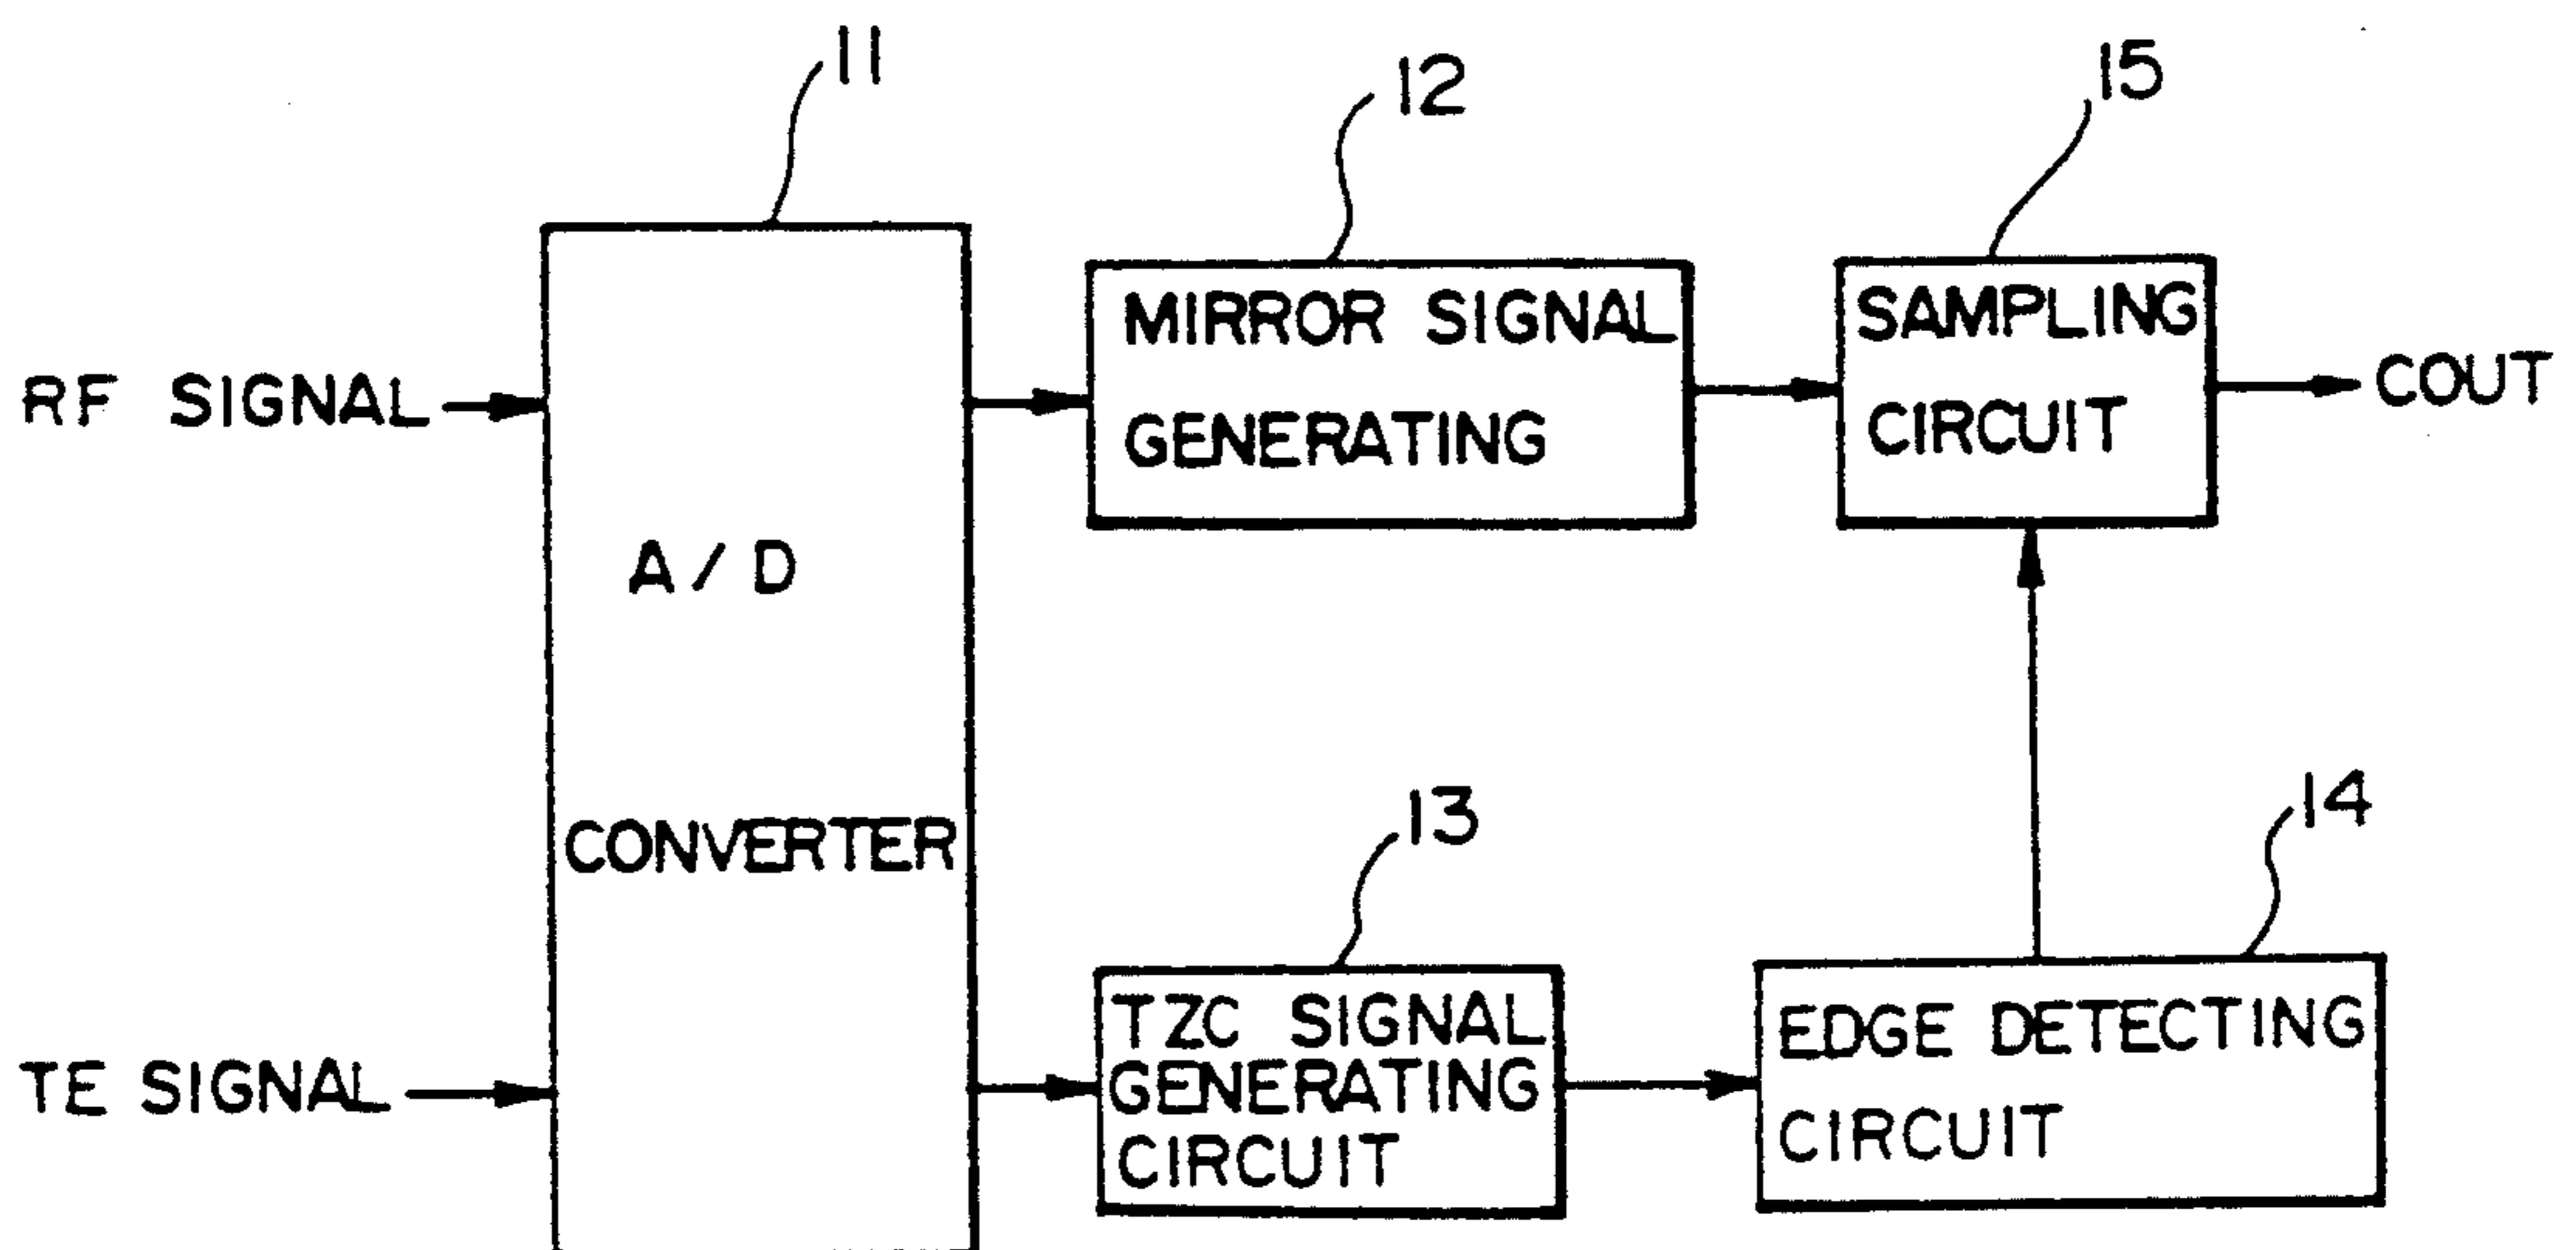 11
12
15
RF SIGNAL
A/D
CONVERTER
MIRROR SIGNAL
GENERATING
SAMPLING
CIRCUIT
COUT
13
14
TE SIGNAL
TZC SIGNAL
GENERATING
CIRCUIT
EDGE DETECTING
CIRCUIT